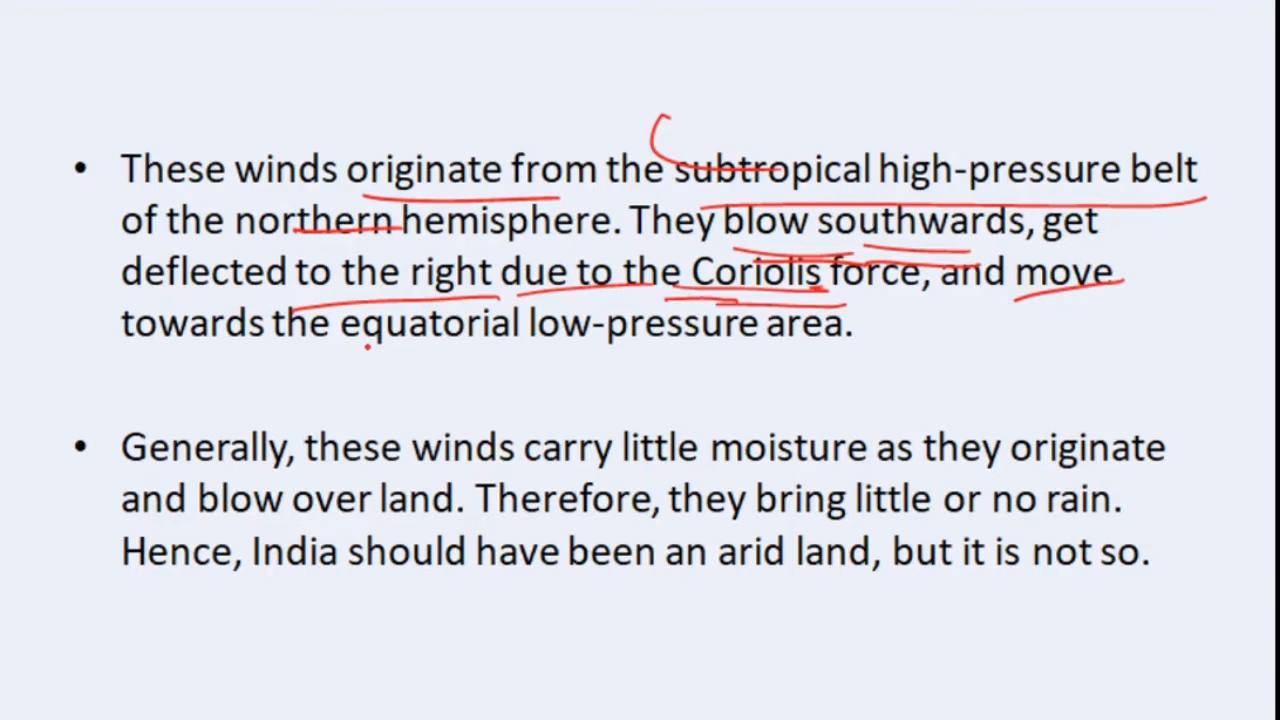 • These winds originate from the subtropical high-pressure belt
of the northern hemisphere. They blow southwards, get
deflected to the right due to the Coriolis force, and move
towards the equatorial low-pressure area.
• Generally, these winds carry little moisture as they originate
and blow over land. Therefore, they bring little or no rain.
Hence, India should have been an arid land, but it is not so.